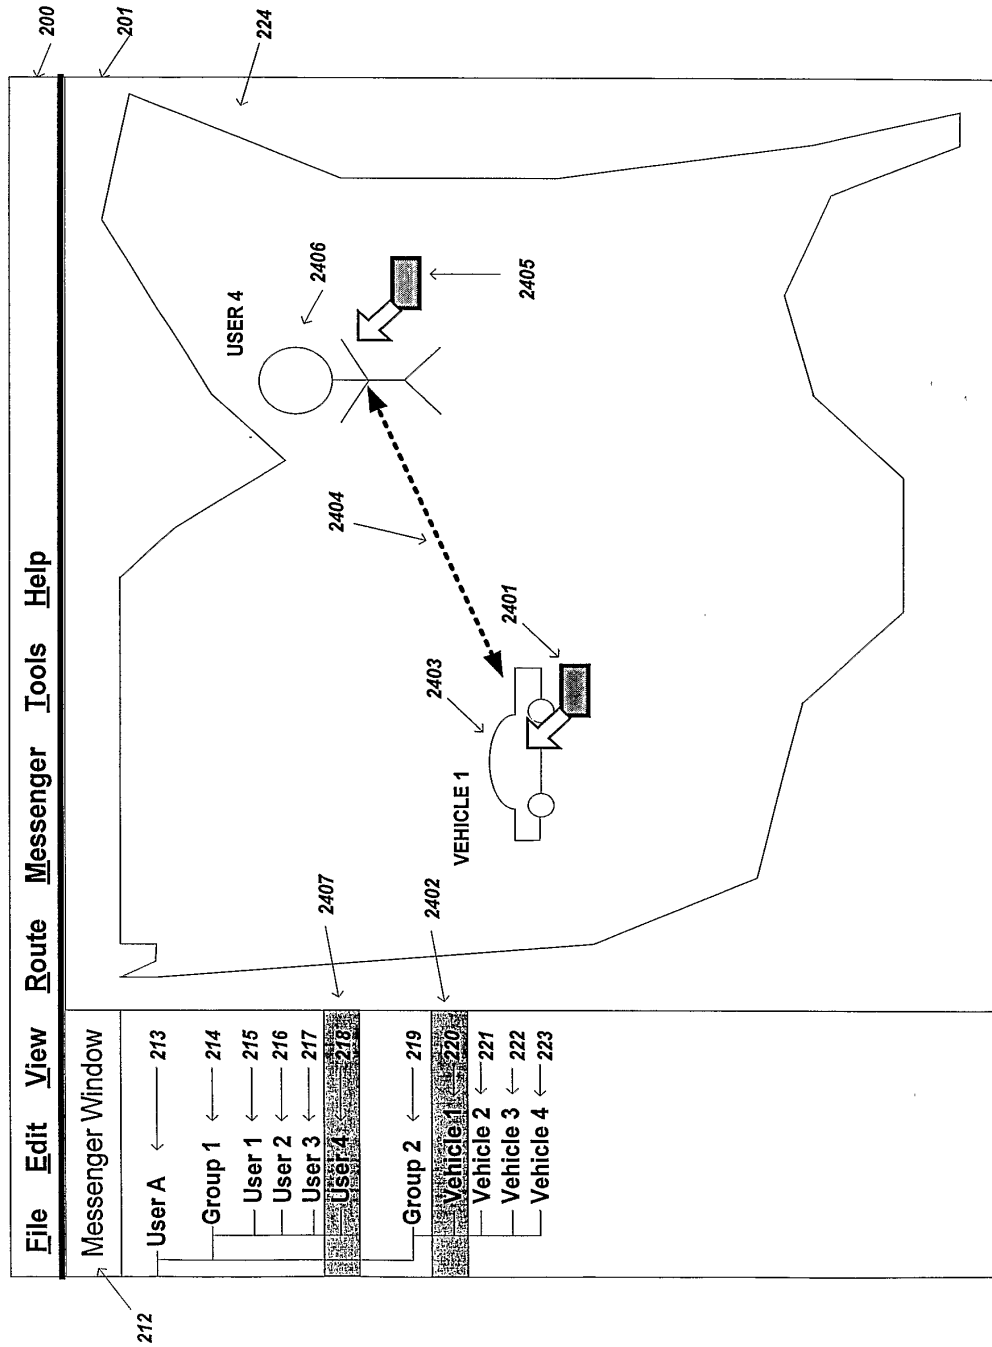 File Edit View Route Messenger Tools Help
200
201
224
Messenger Window
212
User A
213
Group 1
214
User 1
215
User 2
216
User 3
217
User 4
218
Group 2
219
Vehicle 1
220
Vehicle 2
221
Vehicle 3
222
Vehicle 4
223
2407
2402
USER 4
2406
2405
2404
VEHICLE 1
2403
2401